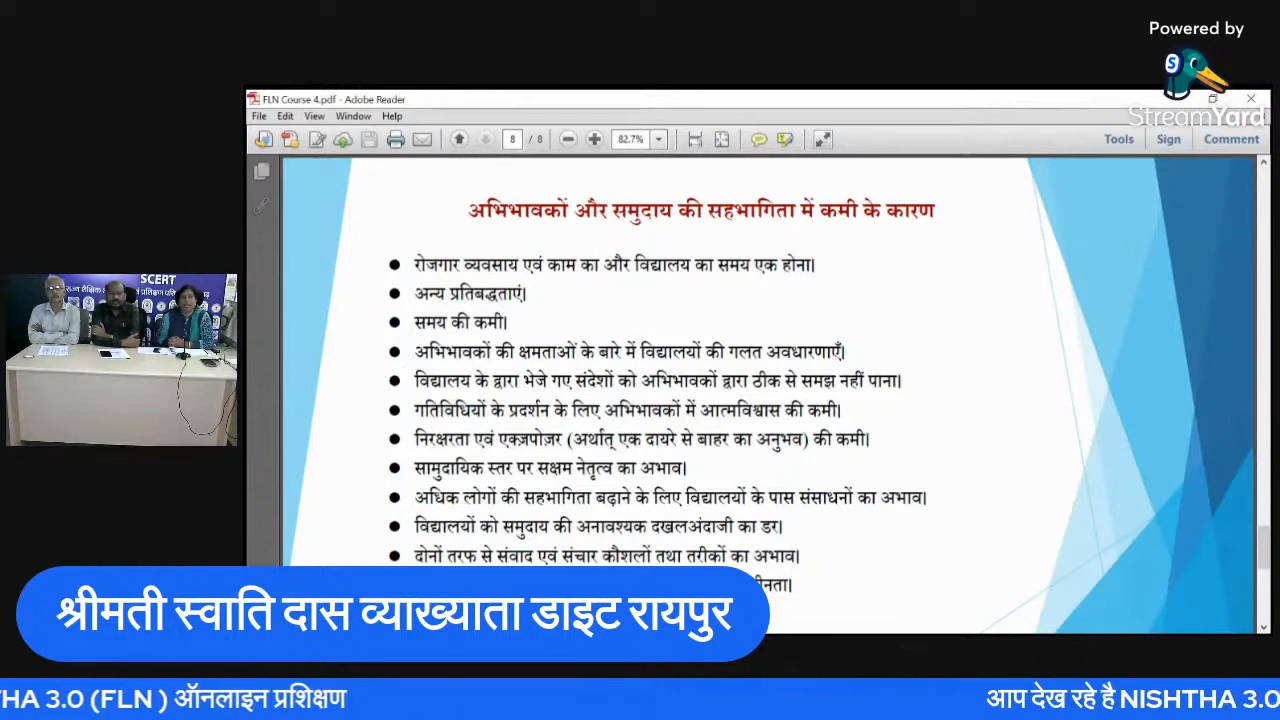 Powered by
S
StreamYard
FLN Course 4.pdf - Adobe Reader
File Edit View Window Help
8 / 8 82.7% Tools Sign Comment
अभिभावकों और समुदाय की सहभागिता में कमी के कारण
● रोजगार व्यवसाय एवं काम का और विद्यालय का समय एक होना।
● अन्य प्रतिबद्धताएं।
● समय की कमी।
● अभिभावकों की क्षमताओं के बारे में विद्यालयों की गलत अवधारणाएँ।
● विद्यालय के द्वारा भेजे गए संदेशों को अभिभावकों द्वारा ठीक से समझ नहीं पाना।
● गतिविधियों के प्रदर्शन के लिए अभिभावकों में आत्मविश्वास की कमी।
● निरक्षरता एवं एक्ज़पोज़र (अर्थात् एक दायरे से बाहर का अनुभव) की कमी।
● सामुदायिक स्तर पर सक्षम नेतृत्व का अभाव।
● अधिक लोगों की सहभागिता बढ़ाने के लिए विद्यालयों के पास संसाधनों का अभाव।
● विद्यालयों को समुदाय की अनावश्यक दखलअंदाजी का डर।
● दोनों तरफ से संवाद एवं संचार कौशलों तथा तरीकों का अभाव।
SCERT
श्रीमती स्वाति दास व्याख्याता डाइट रायपुर
THA 3.0 (FLN ) ऑनलाइन प्रशिक्षण आप देख रहे है NISHTHA 3.0